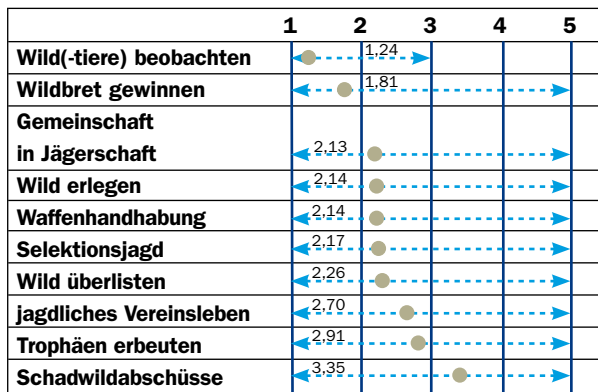 1 2 3 4 5
Wild(-tiere) beobachten 1,24
Wildbret gewinnen 1,81
Gemeinschaft
in Jägerschaft 2,13
Wild erlegen 2,14
Waffenhandhabung 2,14
Selektionsjagd 2,17
Wild überlisten 2,26
jagdliches Vereinsleben 2,70
Trophäen erbeuten 2,91
Schadwildabschüsse 3,35